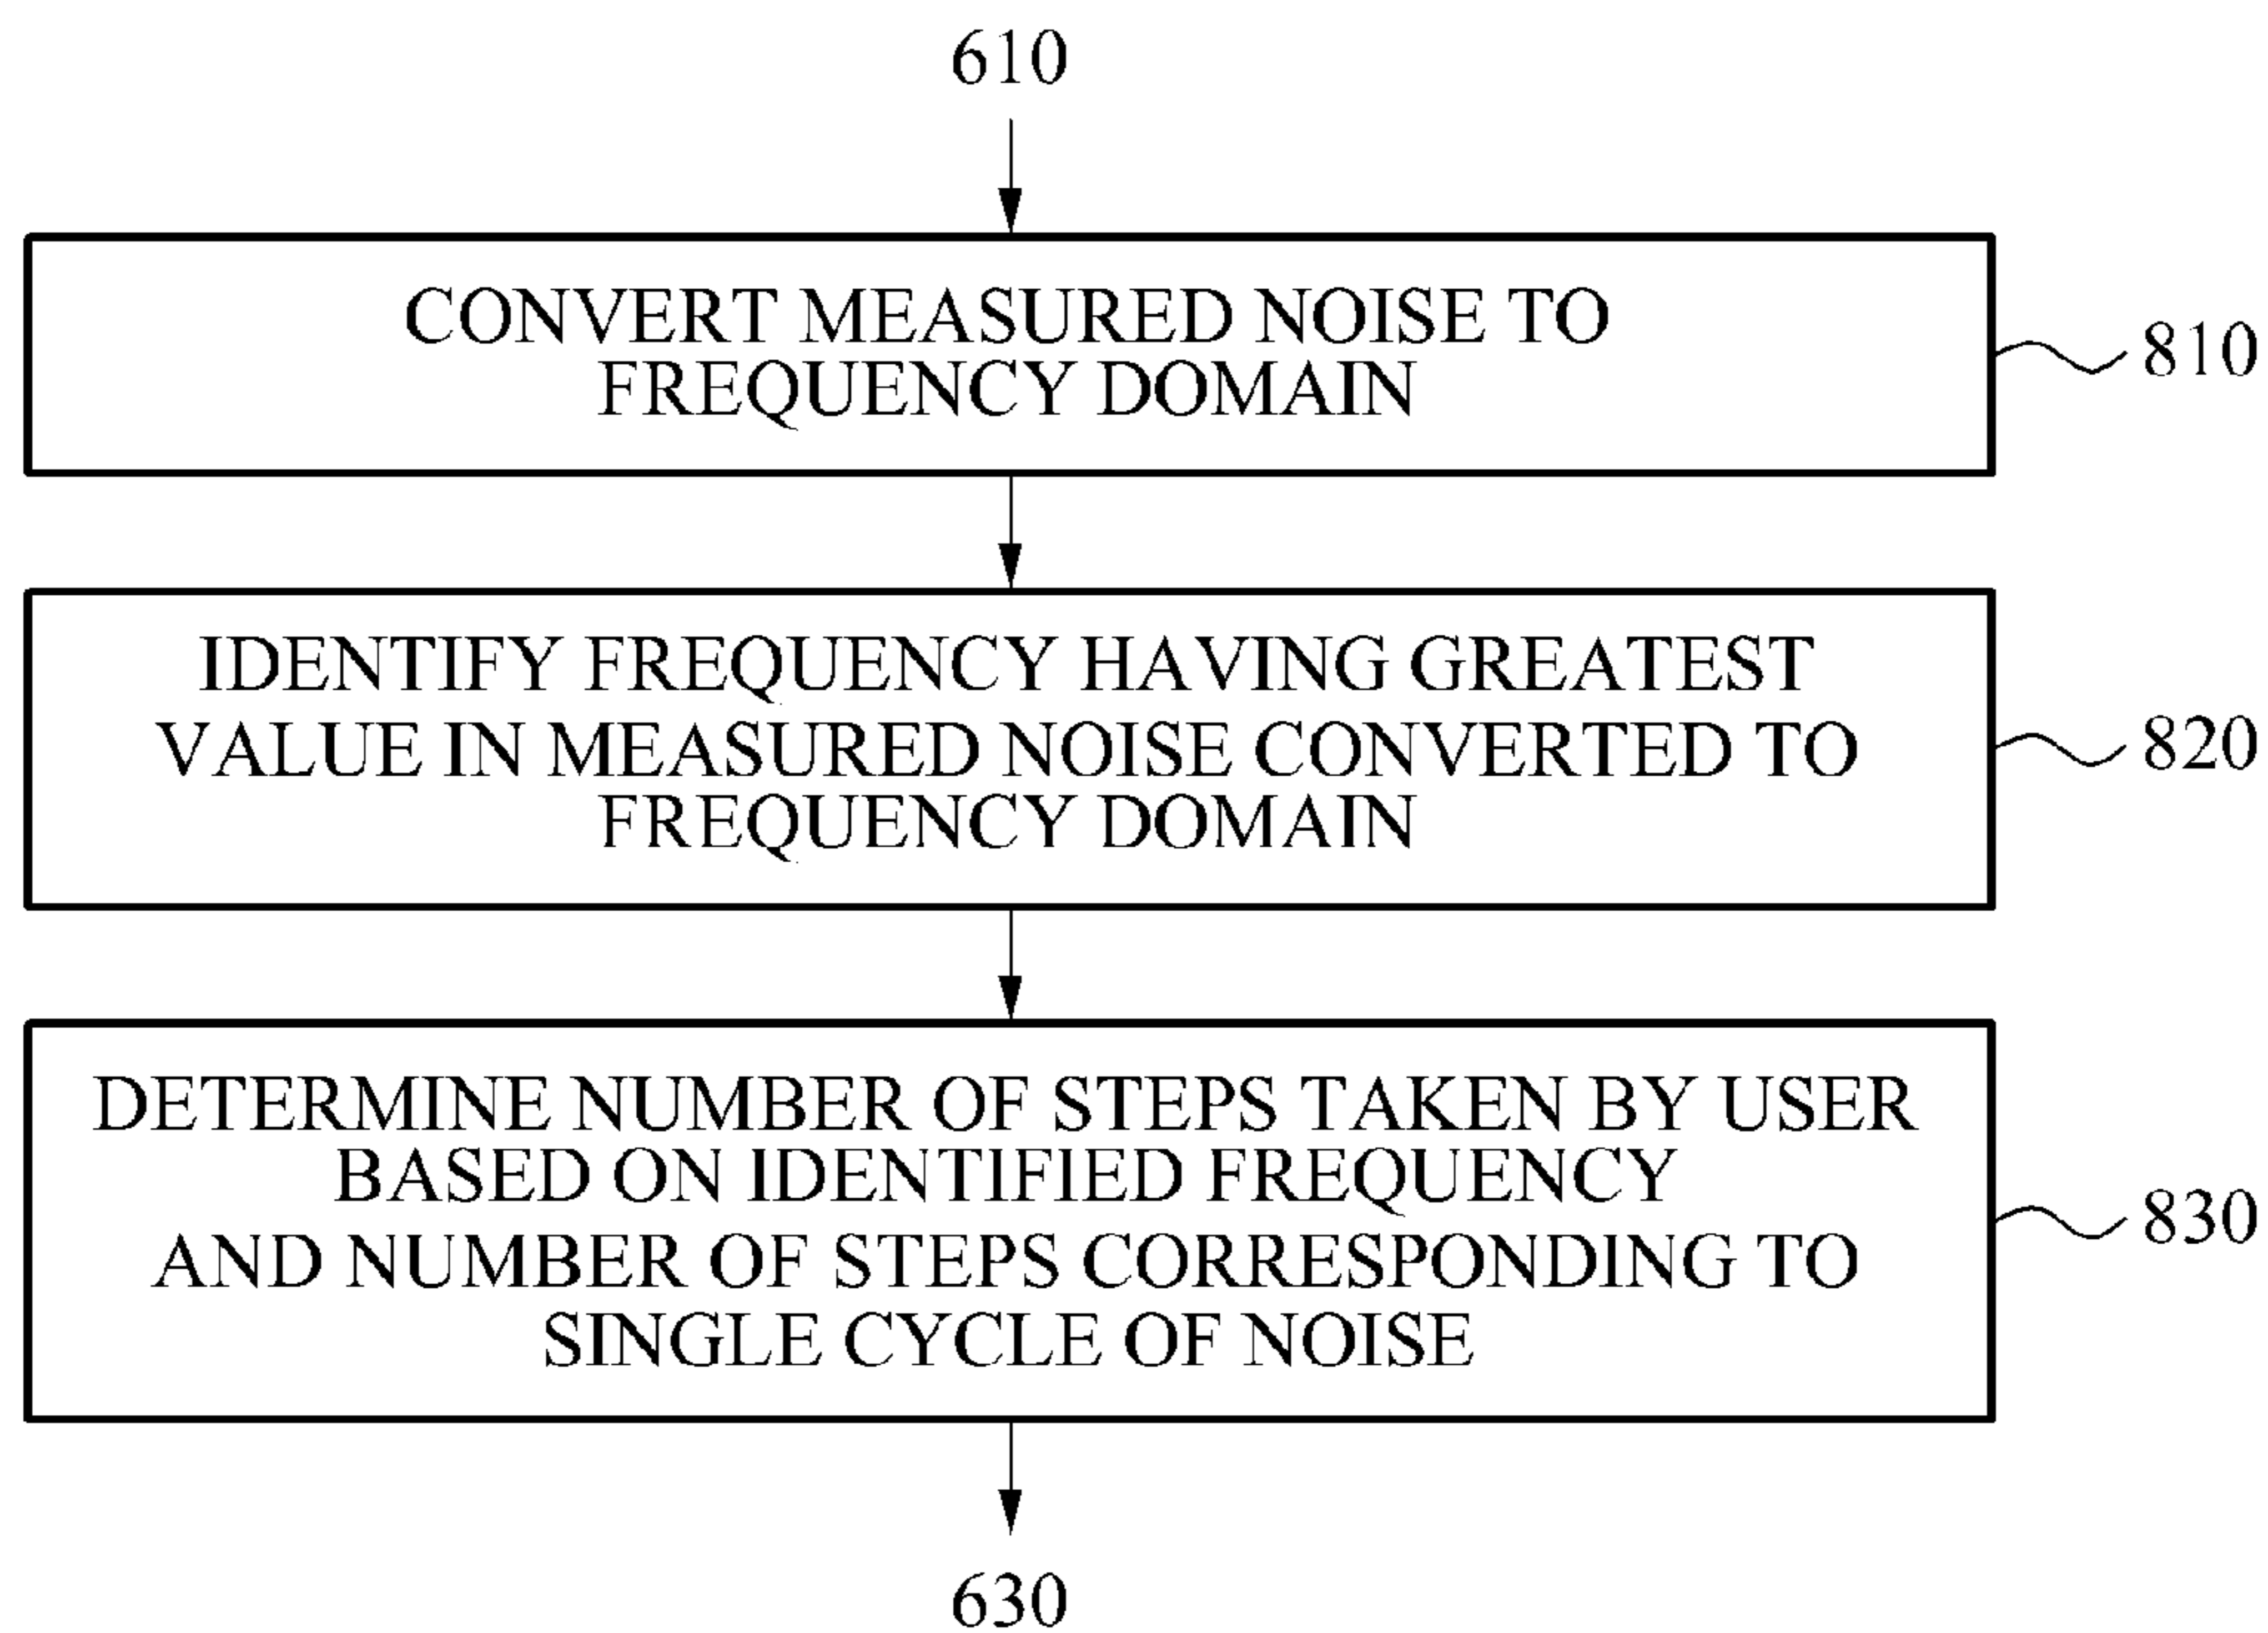 610
CONVERT MEASURED NOISE TO
FREQUENCY DOMAIN
810
IDENTIFY FREQUENCY HAVING GREATEST
VALUE IN MEASURED NOISE CONVERTED TO
FREQUENCY DOMAIN
820
DETERMINE NUMBER OF STEPS TAKEN BY USER
BASED ON IDENTIFIED FREQUENCY
AND NUMBER OF STEPS CORRESPONDING TO
SINGLE CYCLE OF NOISE
830
630